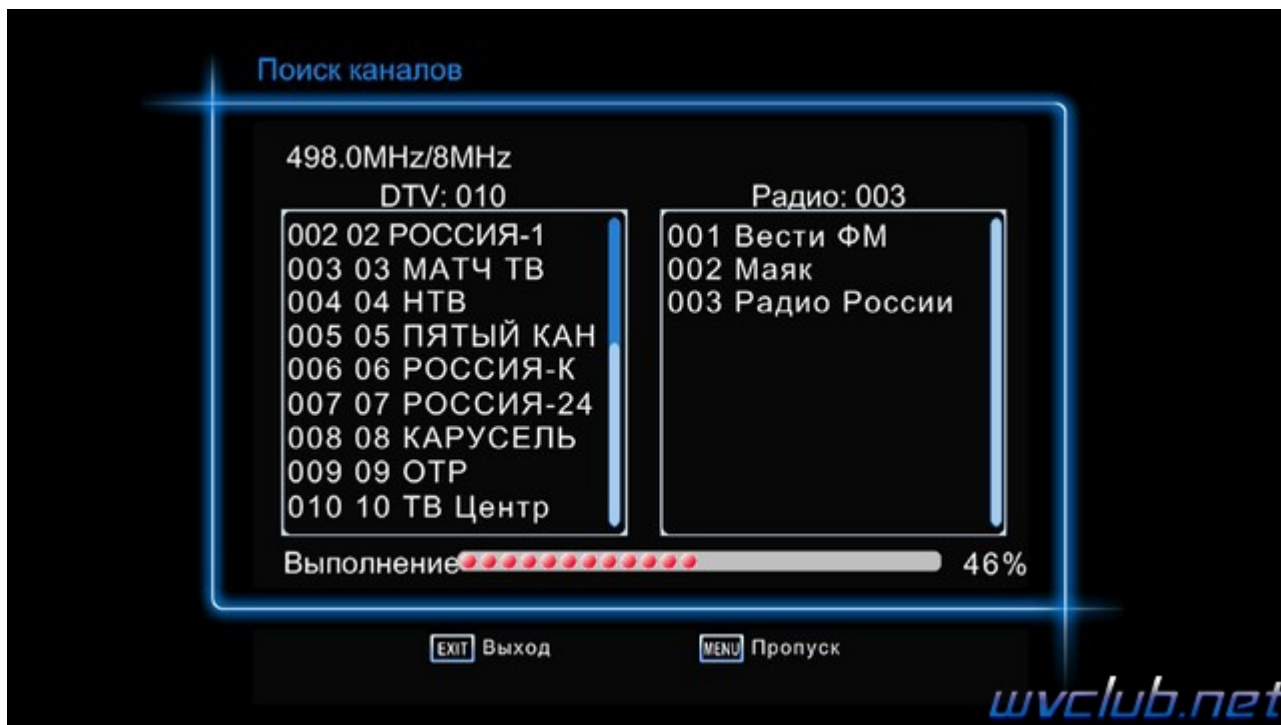 Поиск каналов
498.0MHz/8MHz
DTV: 010
002 02 РОССИЯ-1
003 03 МАТЧ ТВ
004 04 НТВ
005 05 ПЯТЫЙ КАН
006 06 РОССИЯ-К
007 07 РОССИЯ-24
008 08 КАРУСЕЛЬ
009 09 ОТР
010 10 ТВ Центр
Радио: 003
001 Вести ФМ
002 Маяк
003 Радио России
Выполнение 46%
EXIT Выход MENU Пропуск
wvclub.net